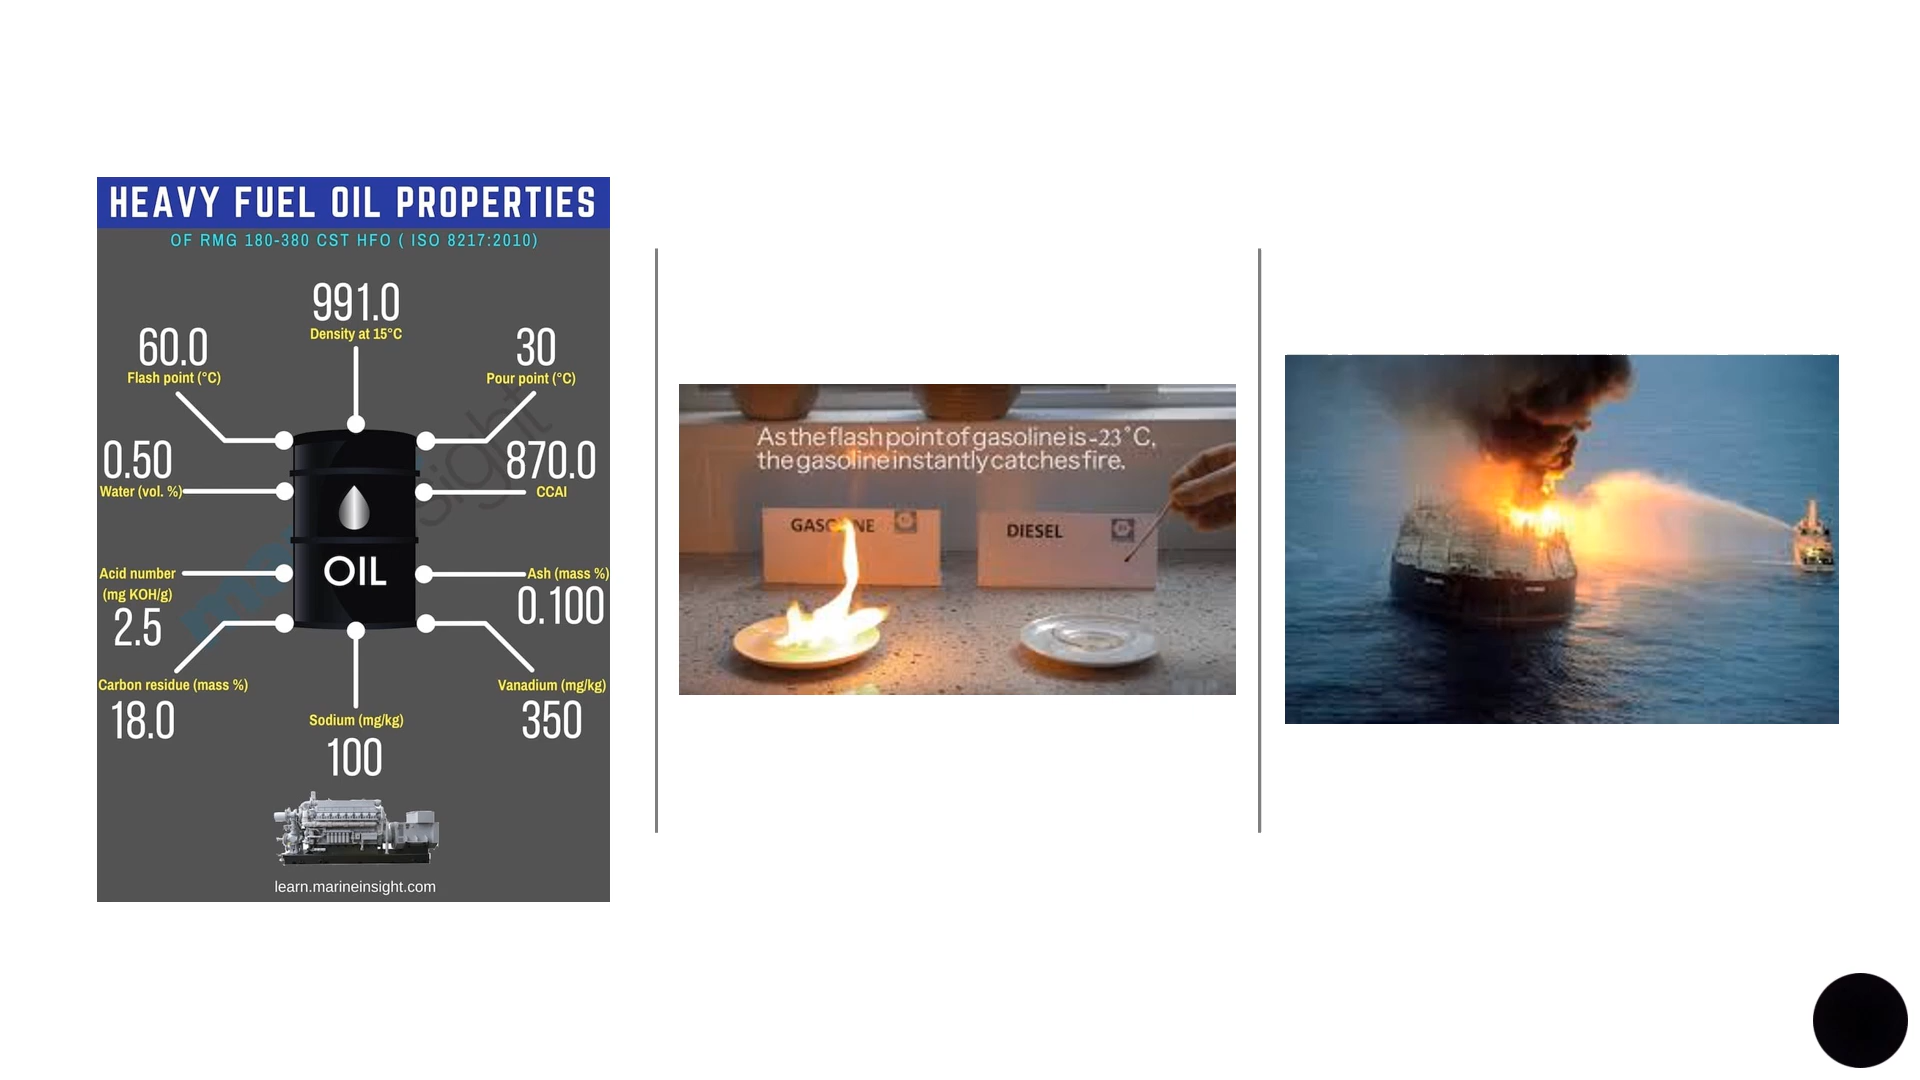 HEAVY FUEL OIL PROPERTIES
OF RMG 180-380 CST HFO ( ISO 8217:2010)
991.0
Density at 15°C
60.0
Flash point (°C)
30
Pour point (°C)
0.50
Water (vol. %)
870.0
CCAI
OIL
Acid number
(mg KOH/g)
2.5
Ash (mass %)
0.100
Carbon residue (mass %)
18.0
Sodium (mg/kg)
100
Vanadium (mg/kg)
350
learn.marineinsight.com
As the flash point of gasoline is -23°C,
the gasoline instantly catches fire.
DIESEL